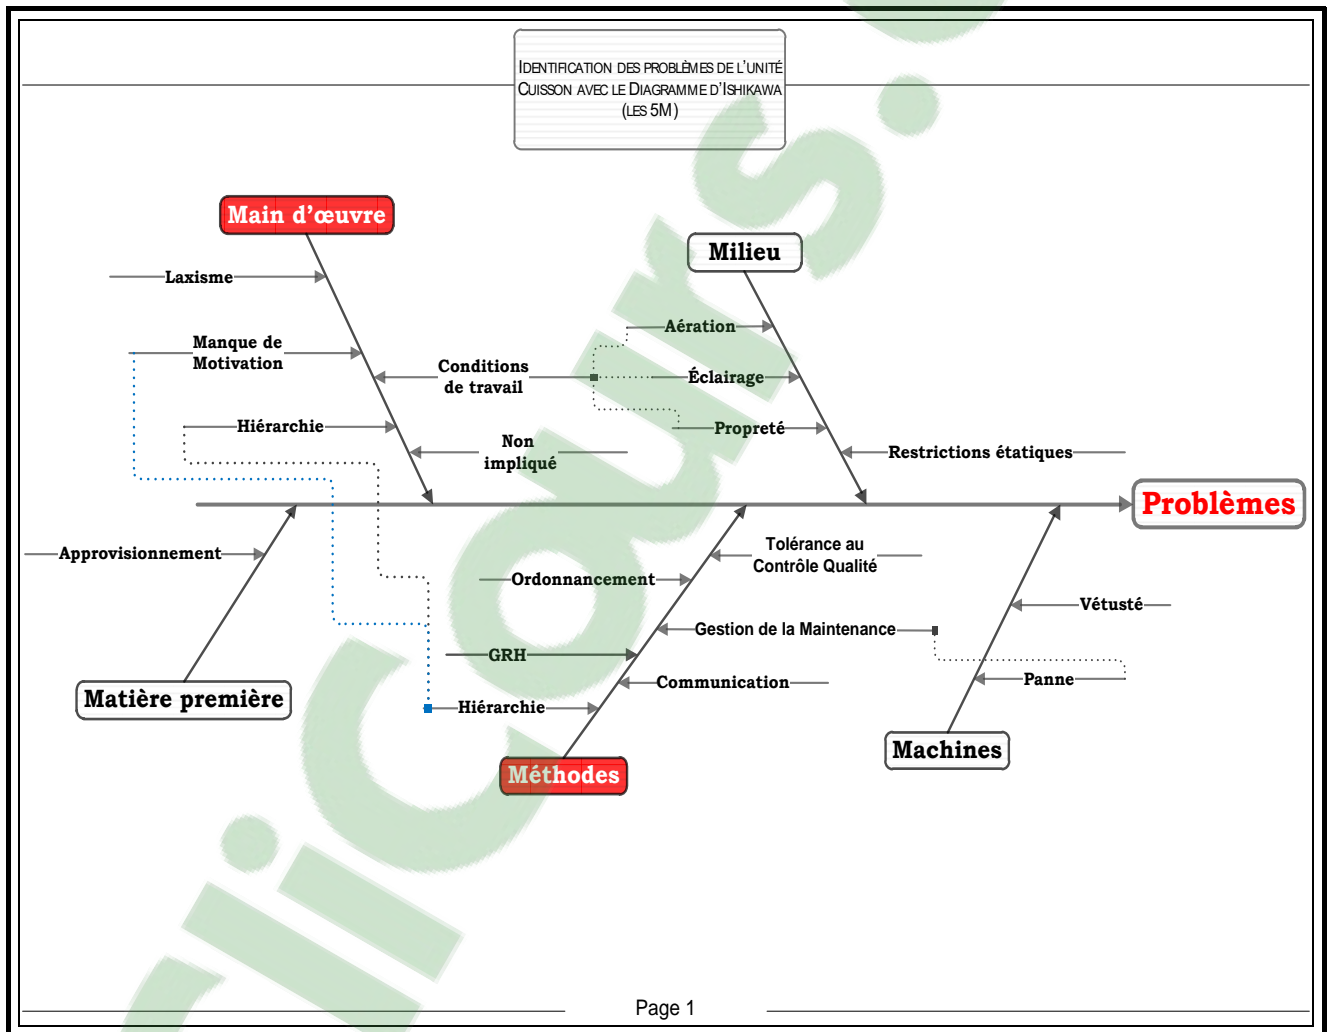 IDENTIFICATION DES PROBLÈMES DE L'UNITÉ
CUISSON AVEC LE DIAGRAMME D'ISHIKAWA
(LES 5M)
Main d'œuvre
Milieu
Laxisme
Aération
Manque de
Motivation
Conditions
de travail
Éclairage
Hiérarchie
Propreté
Non
impliqué
Restrictions étatiques
Problèmes
Approvisionnement
Tolérance au
Contrôle Qualité
Ordonnancement
Vétusté
Gestion de la Maintenance
GRH
Communication
Panne
Matière première
Hiérarchie
Machines
Méthodes
Page 1
cliCours.